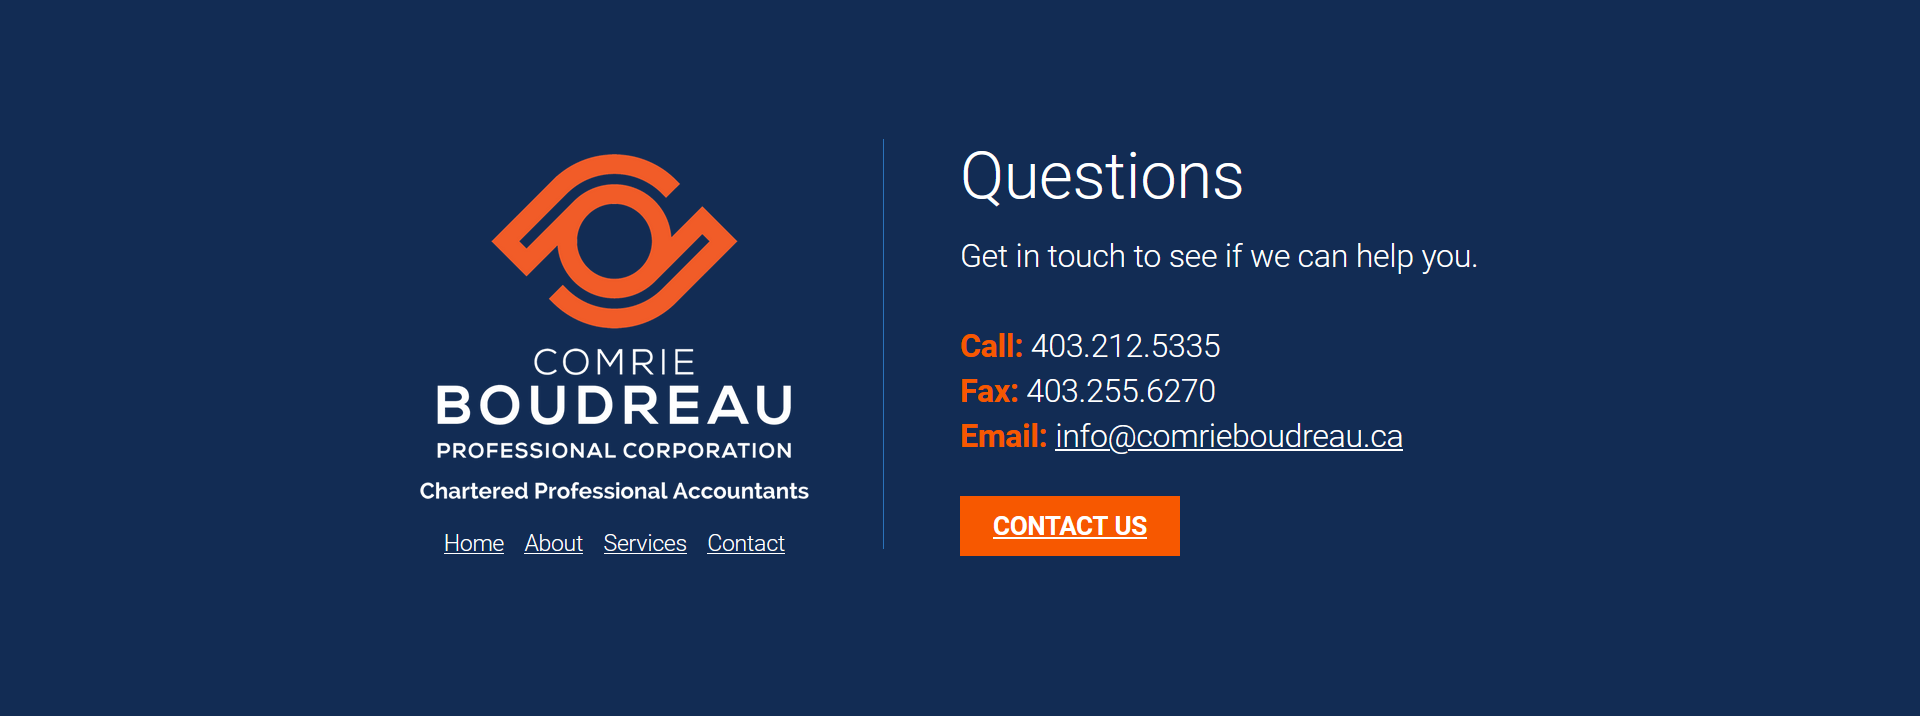 COMRIE
BOUDREAU
PROFESSIONAL CORPORATION
Chartered Professional Accountants
Home About Services Contact
Questions
Get in touch to see if we can help you.
Call: 403.212.5335
Fax: 403.255.6270
Email: info@comrieboudreau.ca
CONTACT US